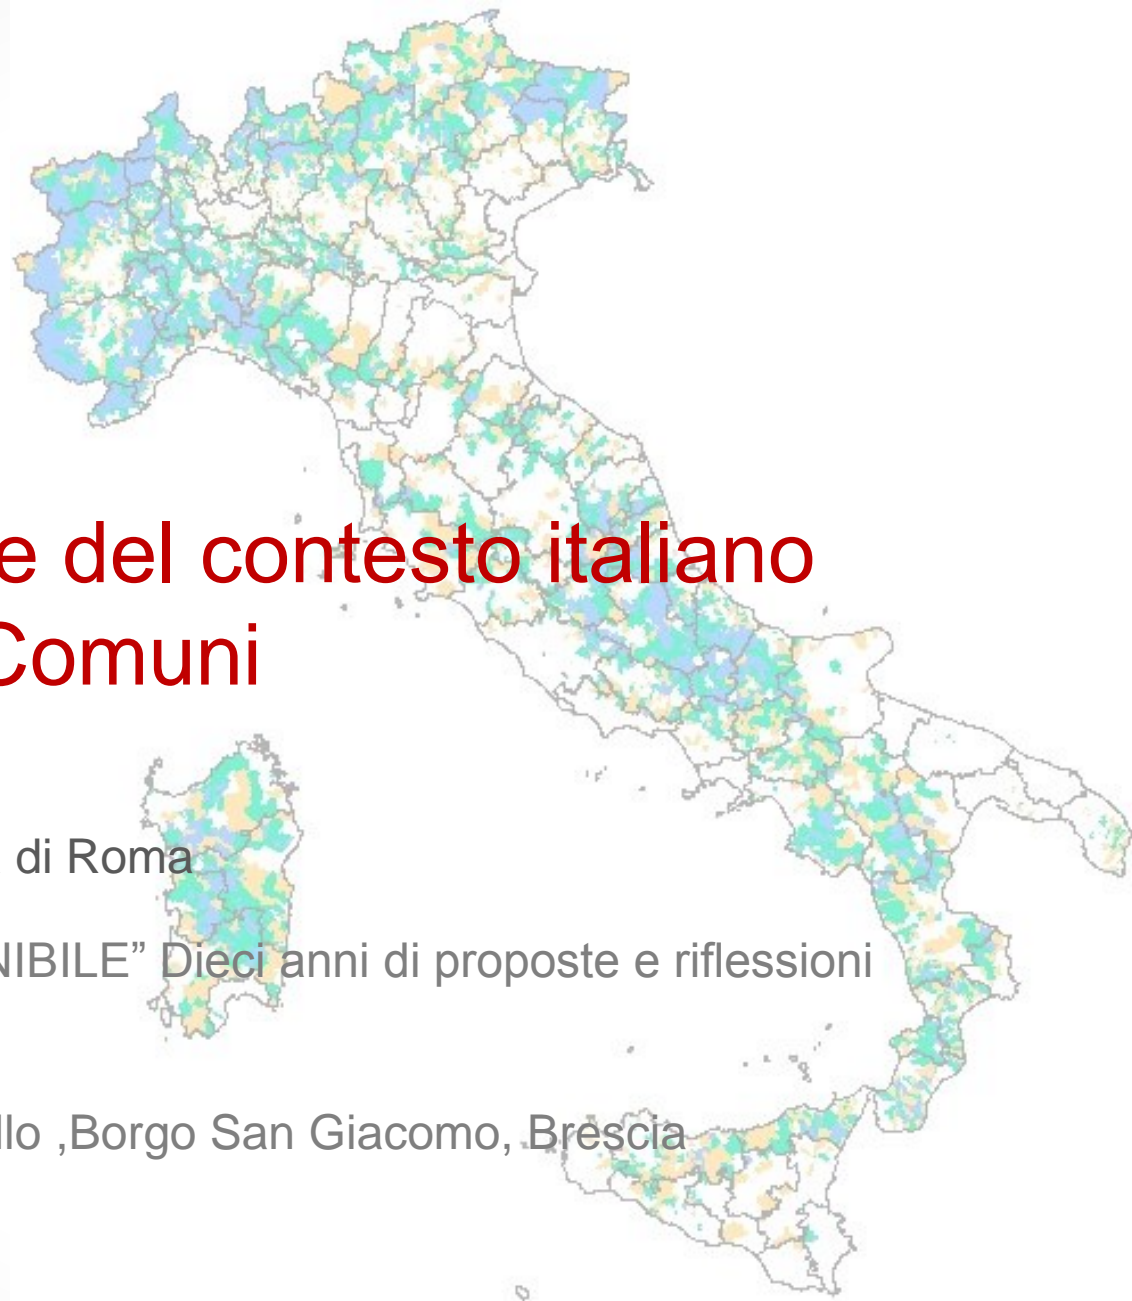 e del contesto italiano
Comuni
di Roma
NIBILE” Dieci anni di proposte e riflessioni
llo ,Borgo San Giacomo, Brescia